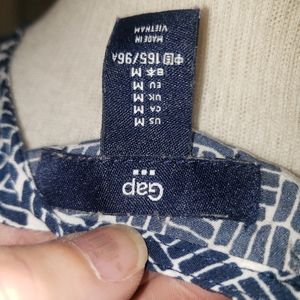 Gap
US M
CA M
UK M
EU M
日本 M
中国 165/96A
MADE IN
VIETNAM